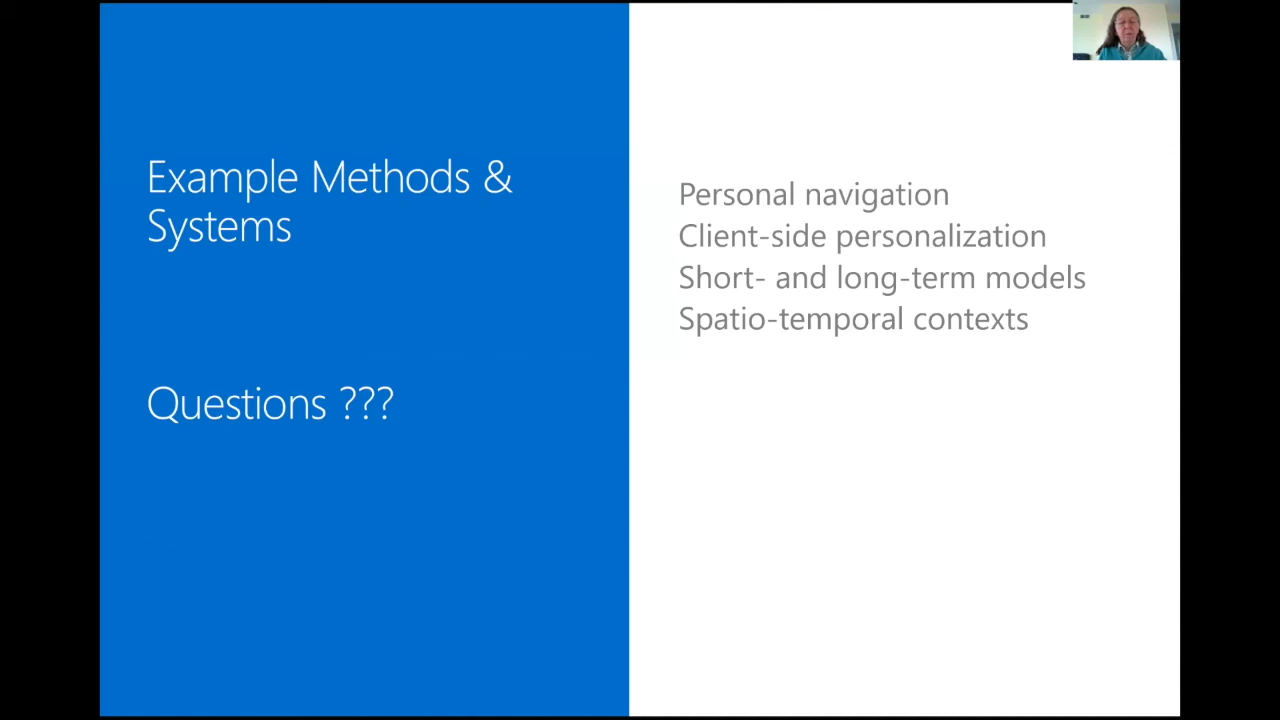 Example Methods &
Systems
Questions ???
Personal navigation
Client-side personalization
Short- and long-term models
Spatio-temporal contexts